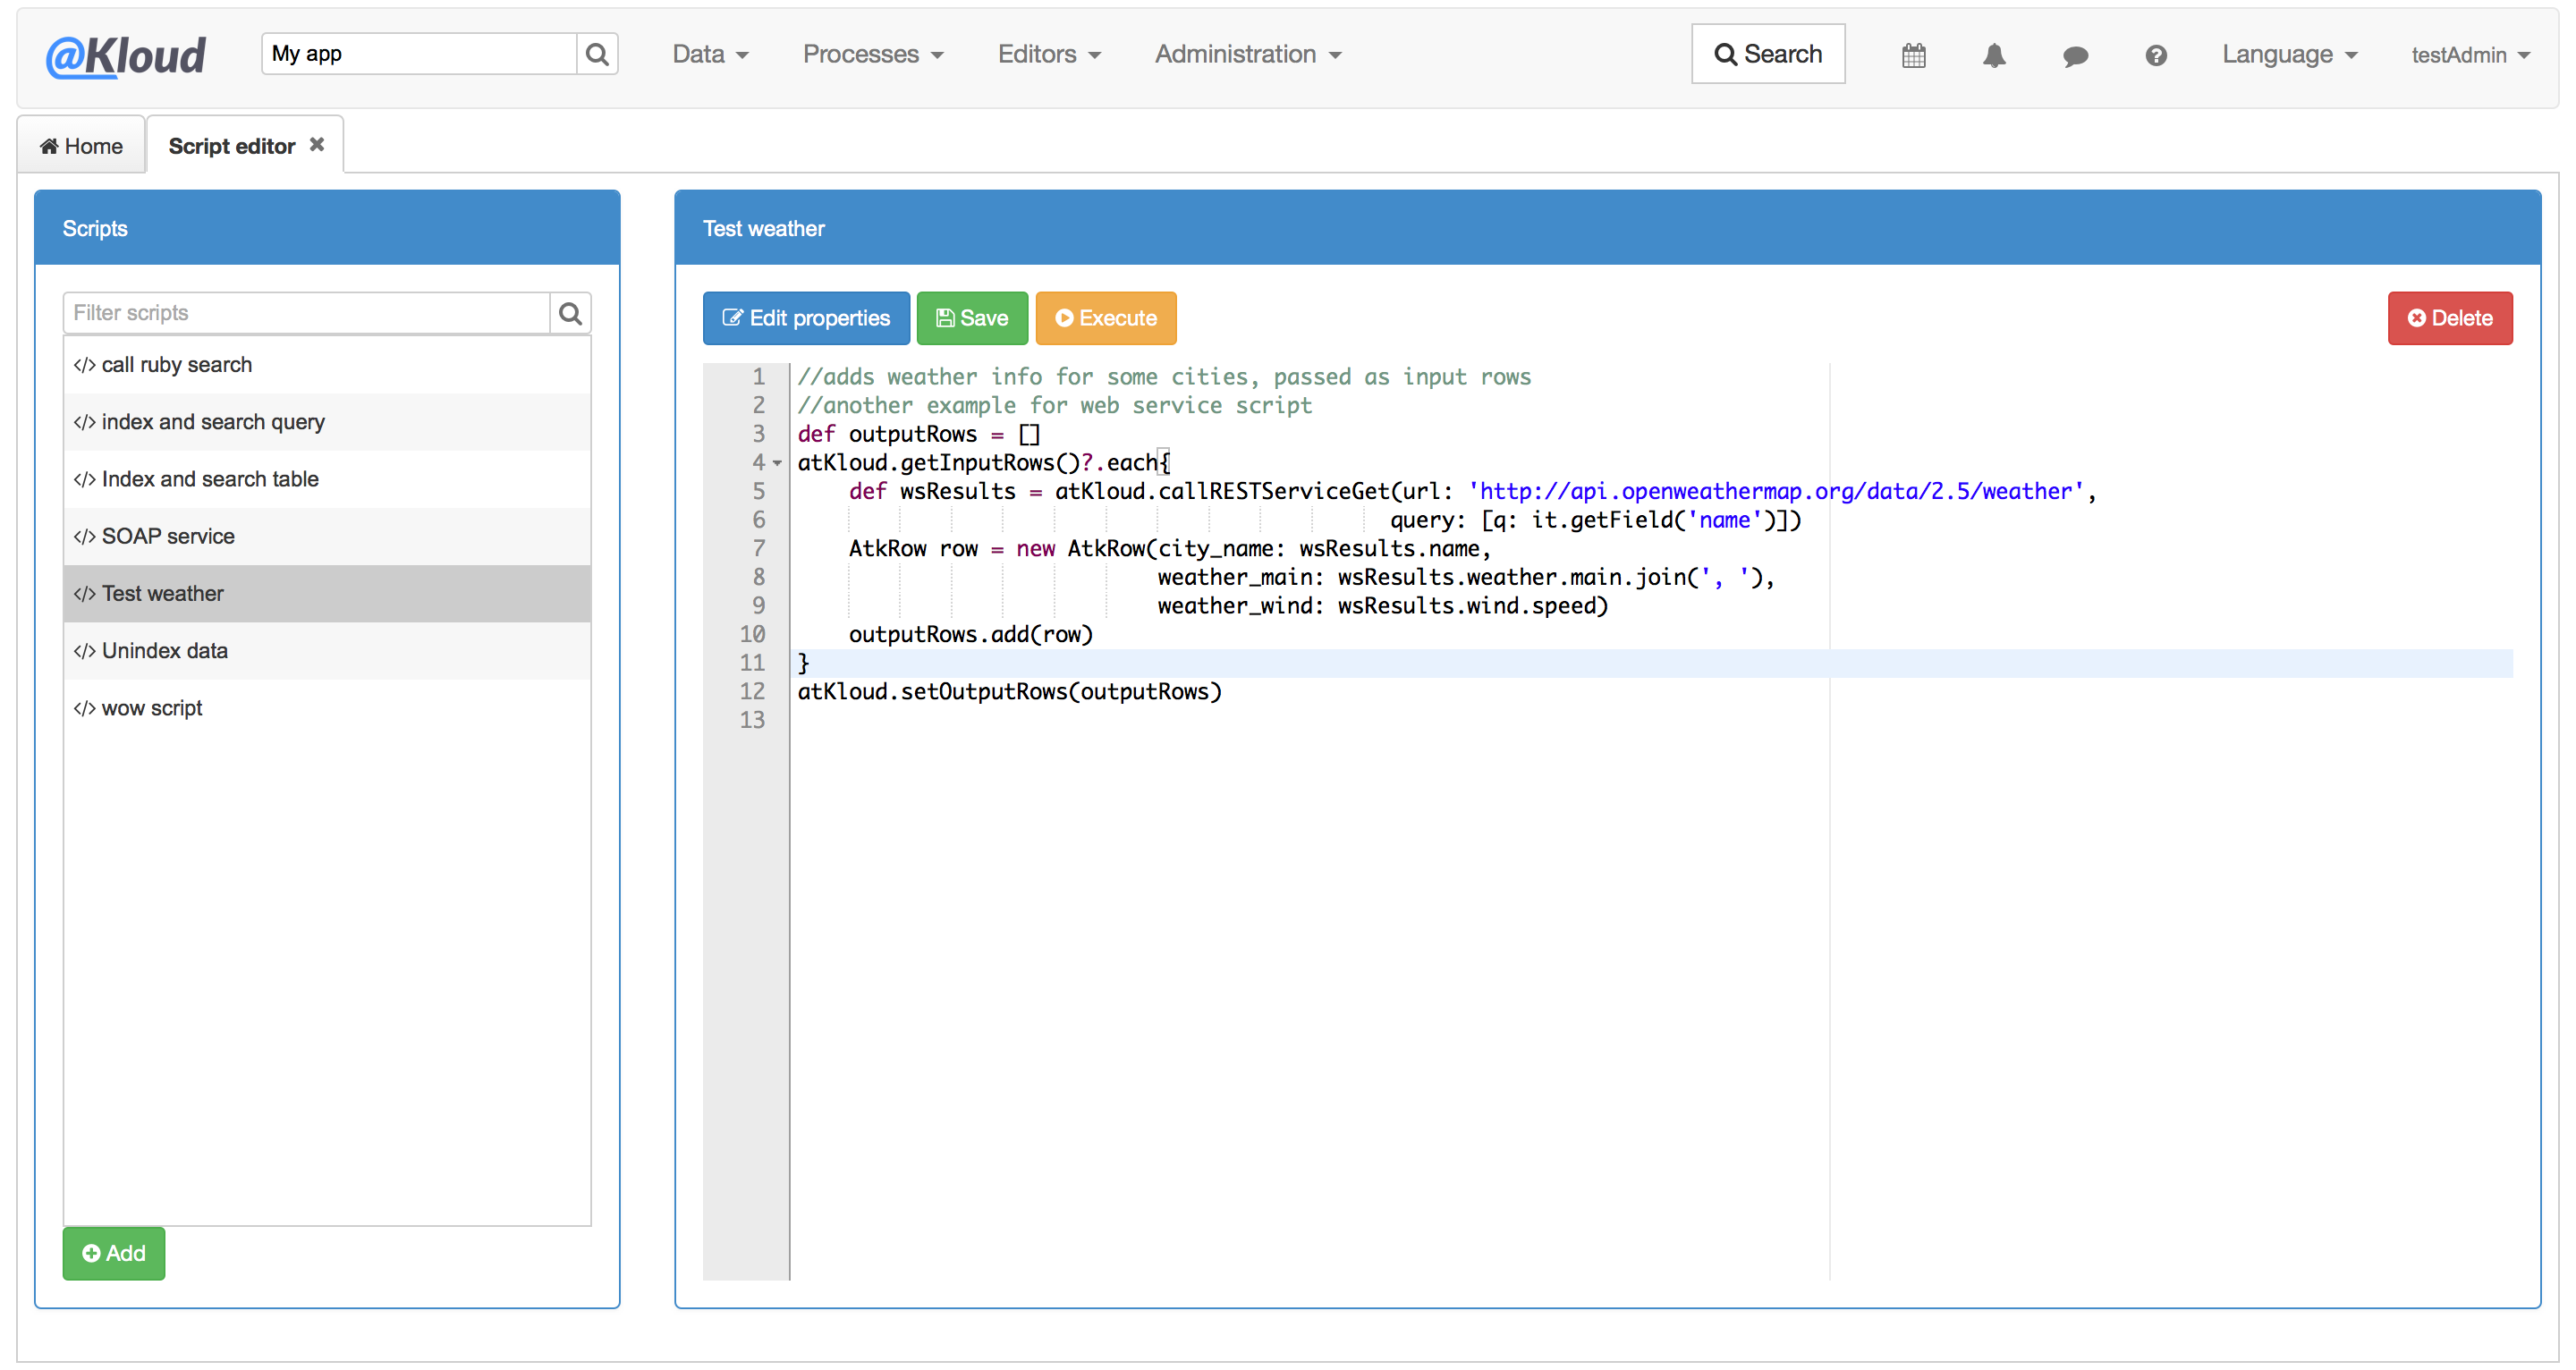 @Kloud My app Data Processes Editors Administration Search Language testAdmin
Home Script editor
Scripts
Filter scripts
</> call ruby search
</> index and search query
</> Index and search table
</> SOAP service
</> Test weather
</> Unindex data
</> wow script
Add
Test weather
Edit properties Save Execute Delete
1 //adds weather info for some cities, passed as input rows
2 //another example for web service script
3 def outputRows = []
4 atKloud.getInputRows()?.each{
5 def wsResults = atKloud.callRESTServiceGet(url: 'http://api.openweathermap.org/data/2.5/weather',
6 query: [q: it.getField('name')])
7 AtkRow row = new AtkRow(city_name: wsResults.name,
8 weather_main: wsResults.weather.main.join(', '),
9 weather_wind: wsResults.wind.speed)
10 outputRows.add(row)
11 }
12 atKloud.setOutputRows(outputRows)
13